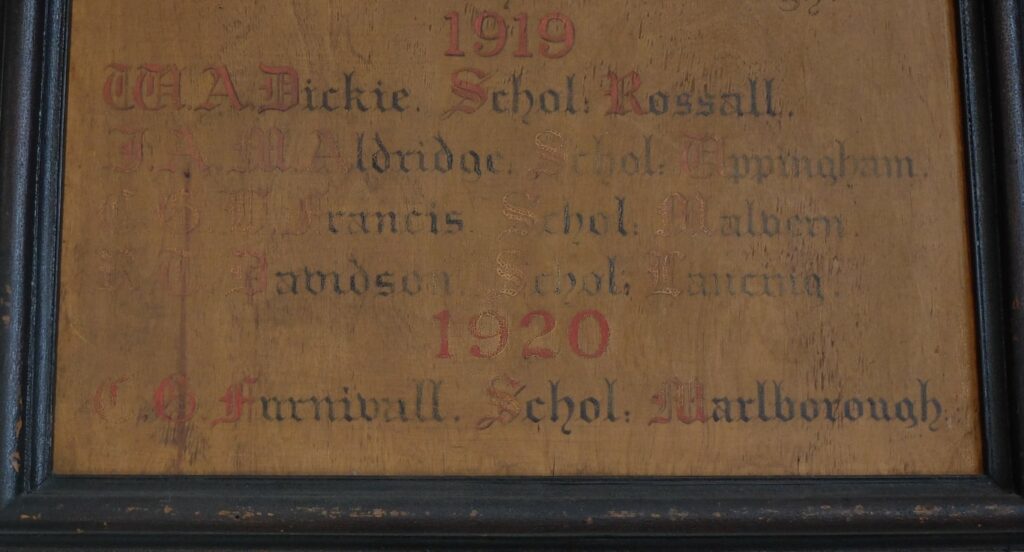 1919
W. A. Dickie. Schol: Rossall.
J. A. M. Aldridge. Schol: Uppingham.
Francis. Schol: Malvern.
Davidson. Schol: Lancing.
1920
C. G. Furnivall. Schol: Marlborough.